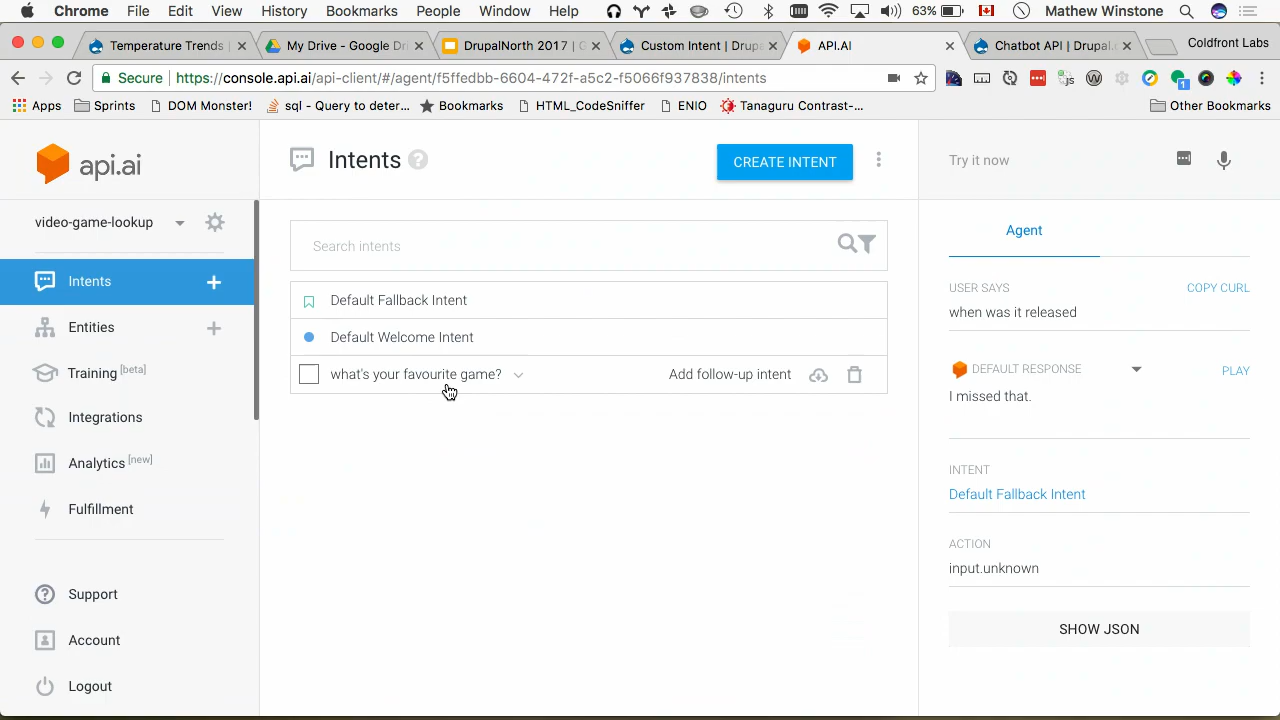 Chrome File Edit View History Bookmarks People Window Help 63% Mathew Winstone
Temperature Trends My Drive - Google Dri DrupalNorth 2017 | G Custom Intent | Drupa API.AI Chatbot API | Drupal. Coldfront Labs
Secure https://console.api.ai/api-client/#/agent/f5ffedbb-6604-472f-a5c2-f5066f937838/intents
Apps Sprints DOM Monster! sql - Query to deter... Bookmarks HTML_CodeSniffer ENIO Tanaguru Contrast-... Other Bookmarks
api.ai
Intents
CREATE INTENT
Try it now
video-game-lookup
Intents
Entities
Training [beta]
Integrations
Analytics [new]
Fulfillment
Support
Account
Logout
Search intents
Default Fallback Intent
Default Welcome Intent
what's your favourite game? Add follow-up intent
Agent
USER SAYS COPY CURL
when was it released
DEFAULT RESPONSE PLAY
I missed that.
INTENT
Default Fallback Intent
ACTION
input.unknown
SHOW JSON